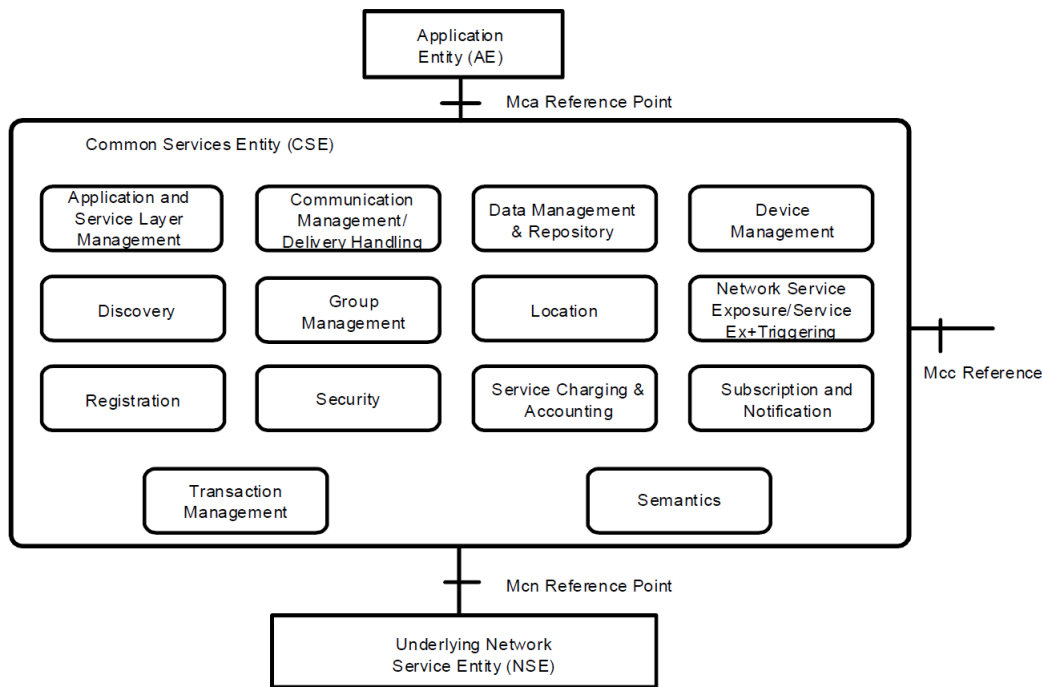 Application
Entity (AE)
Mca Reference Point
Common Services Entity (CSE)
Application and
Service Layer
Management
Communication
Management/
Delivery Handling
Data Management
& Repository
Device
Management
Discovery
Group
Management
Location
Network Service
Exposure/Service
Ex+Triggering
Mcc Reference
Registration
Security
Service Charging &
Accounting
Subscription and
Notification
Transaction
Management
Semantics
Mcn Reference Point
Underlying Network
Service Entity (NSE)